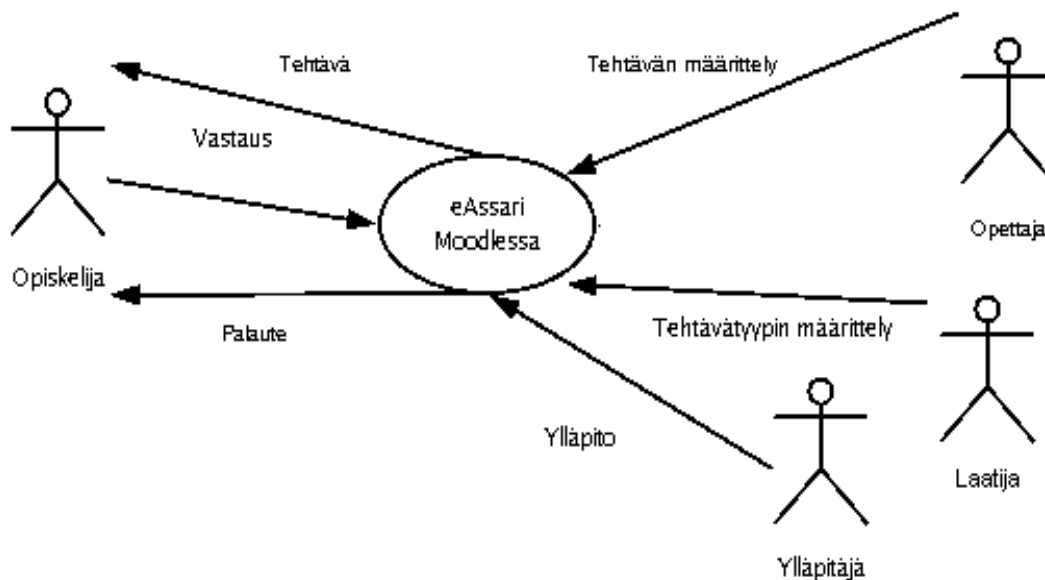 Tehtävä
Tehtävän määrittely
Vastaus
eAssari
Moodlessa
Opettaja
Opiskelija
Palaute
Tehtävätyypin määrittely
Ylläpito
Laatija
Ylläpitäjä